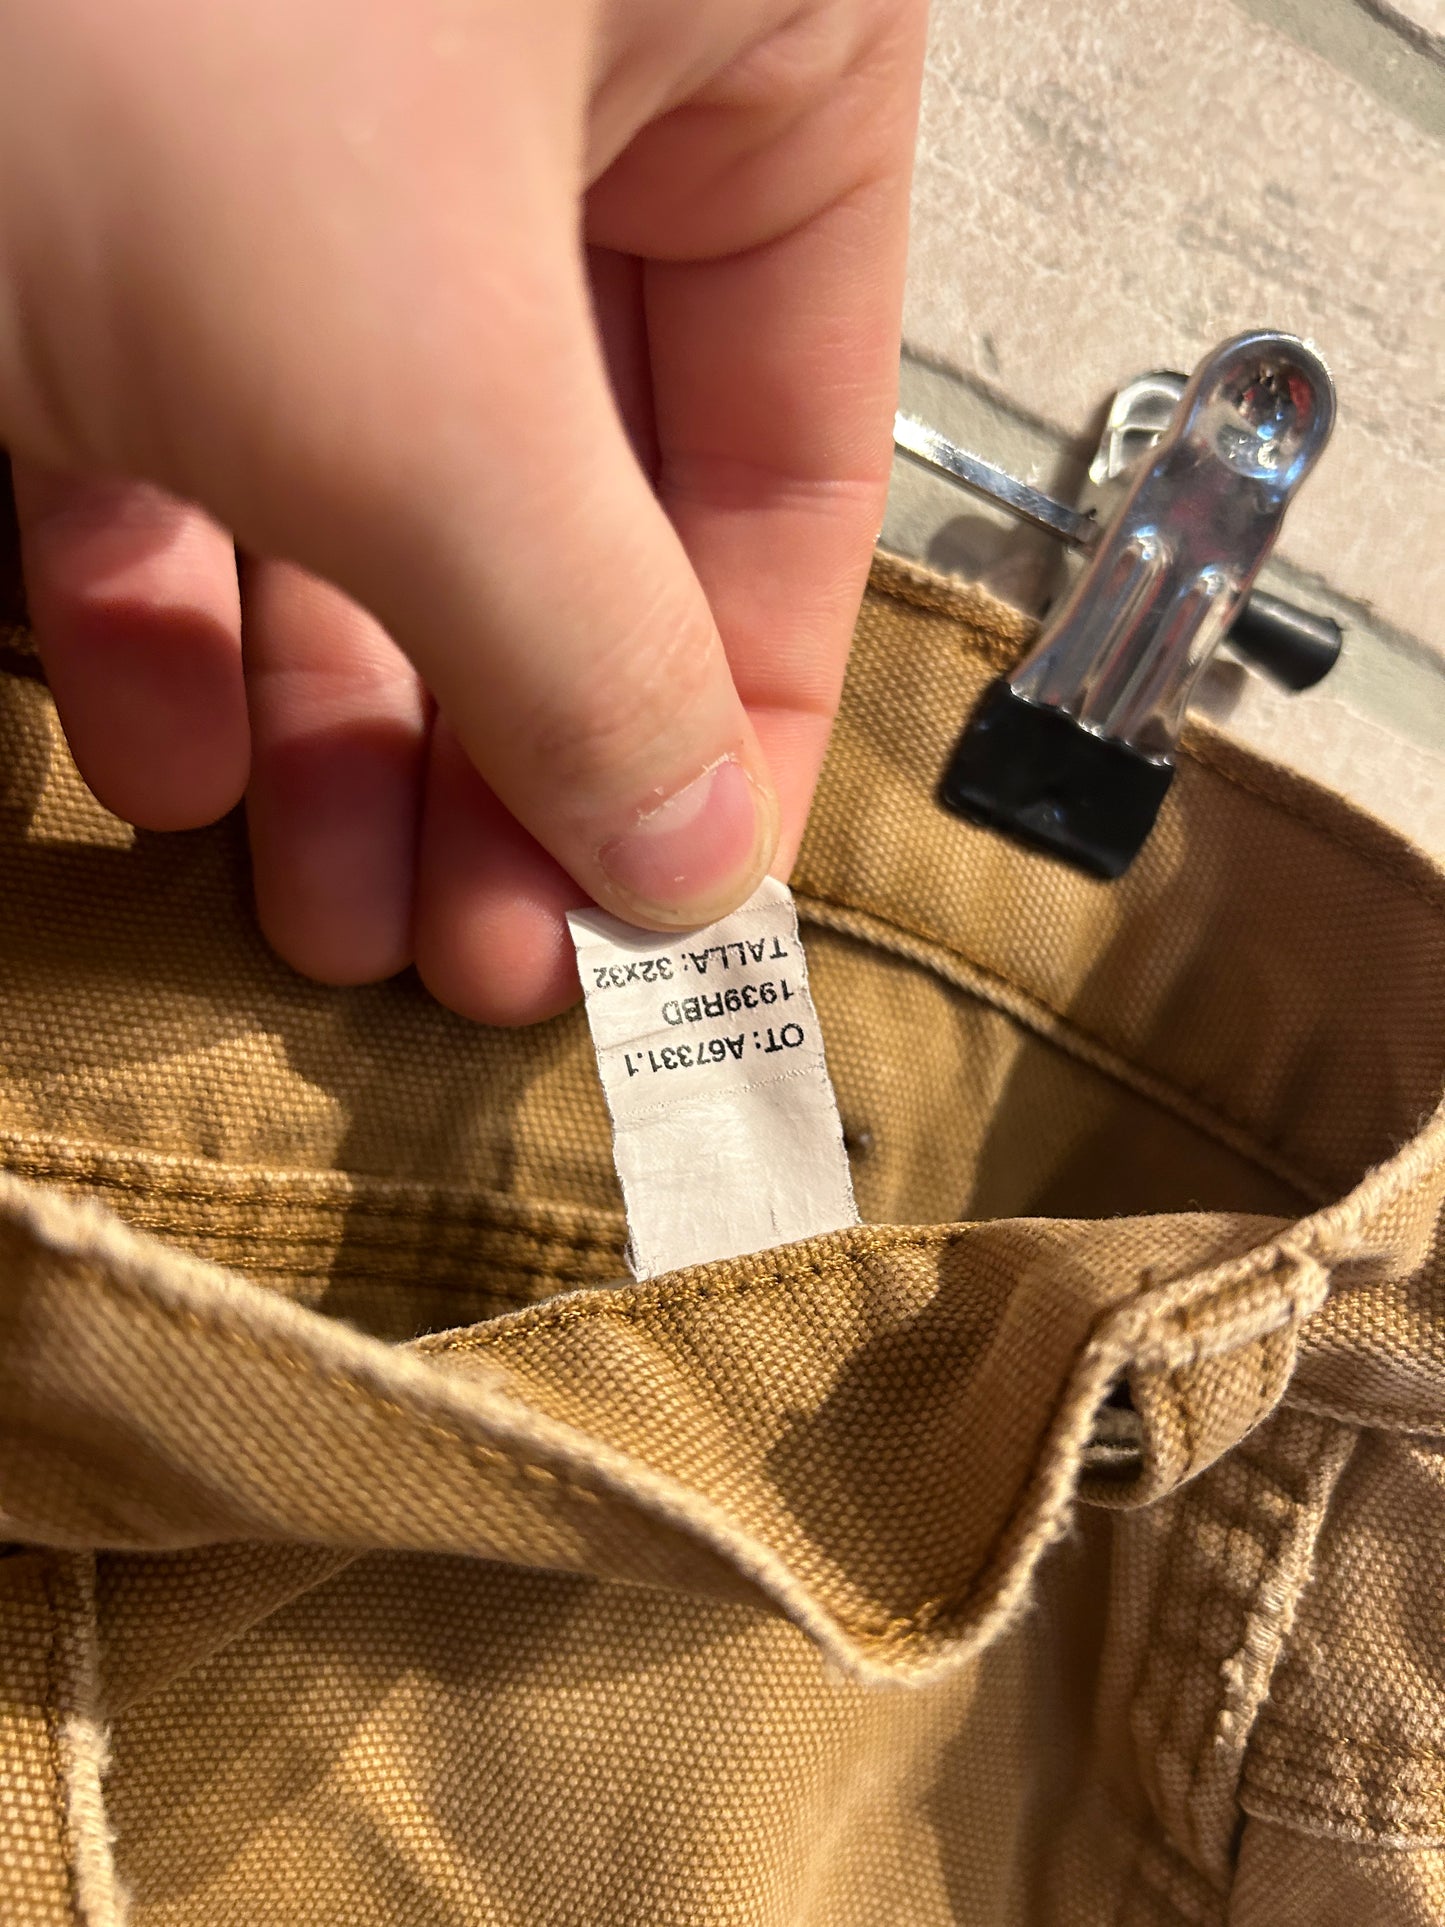 TALLA: 32x32
1939RBD
OT: A67331.1